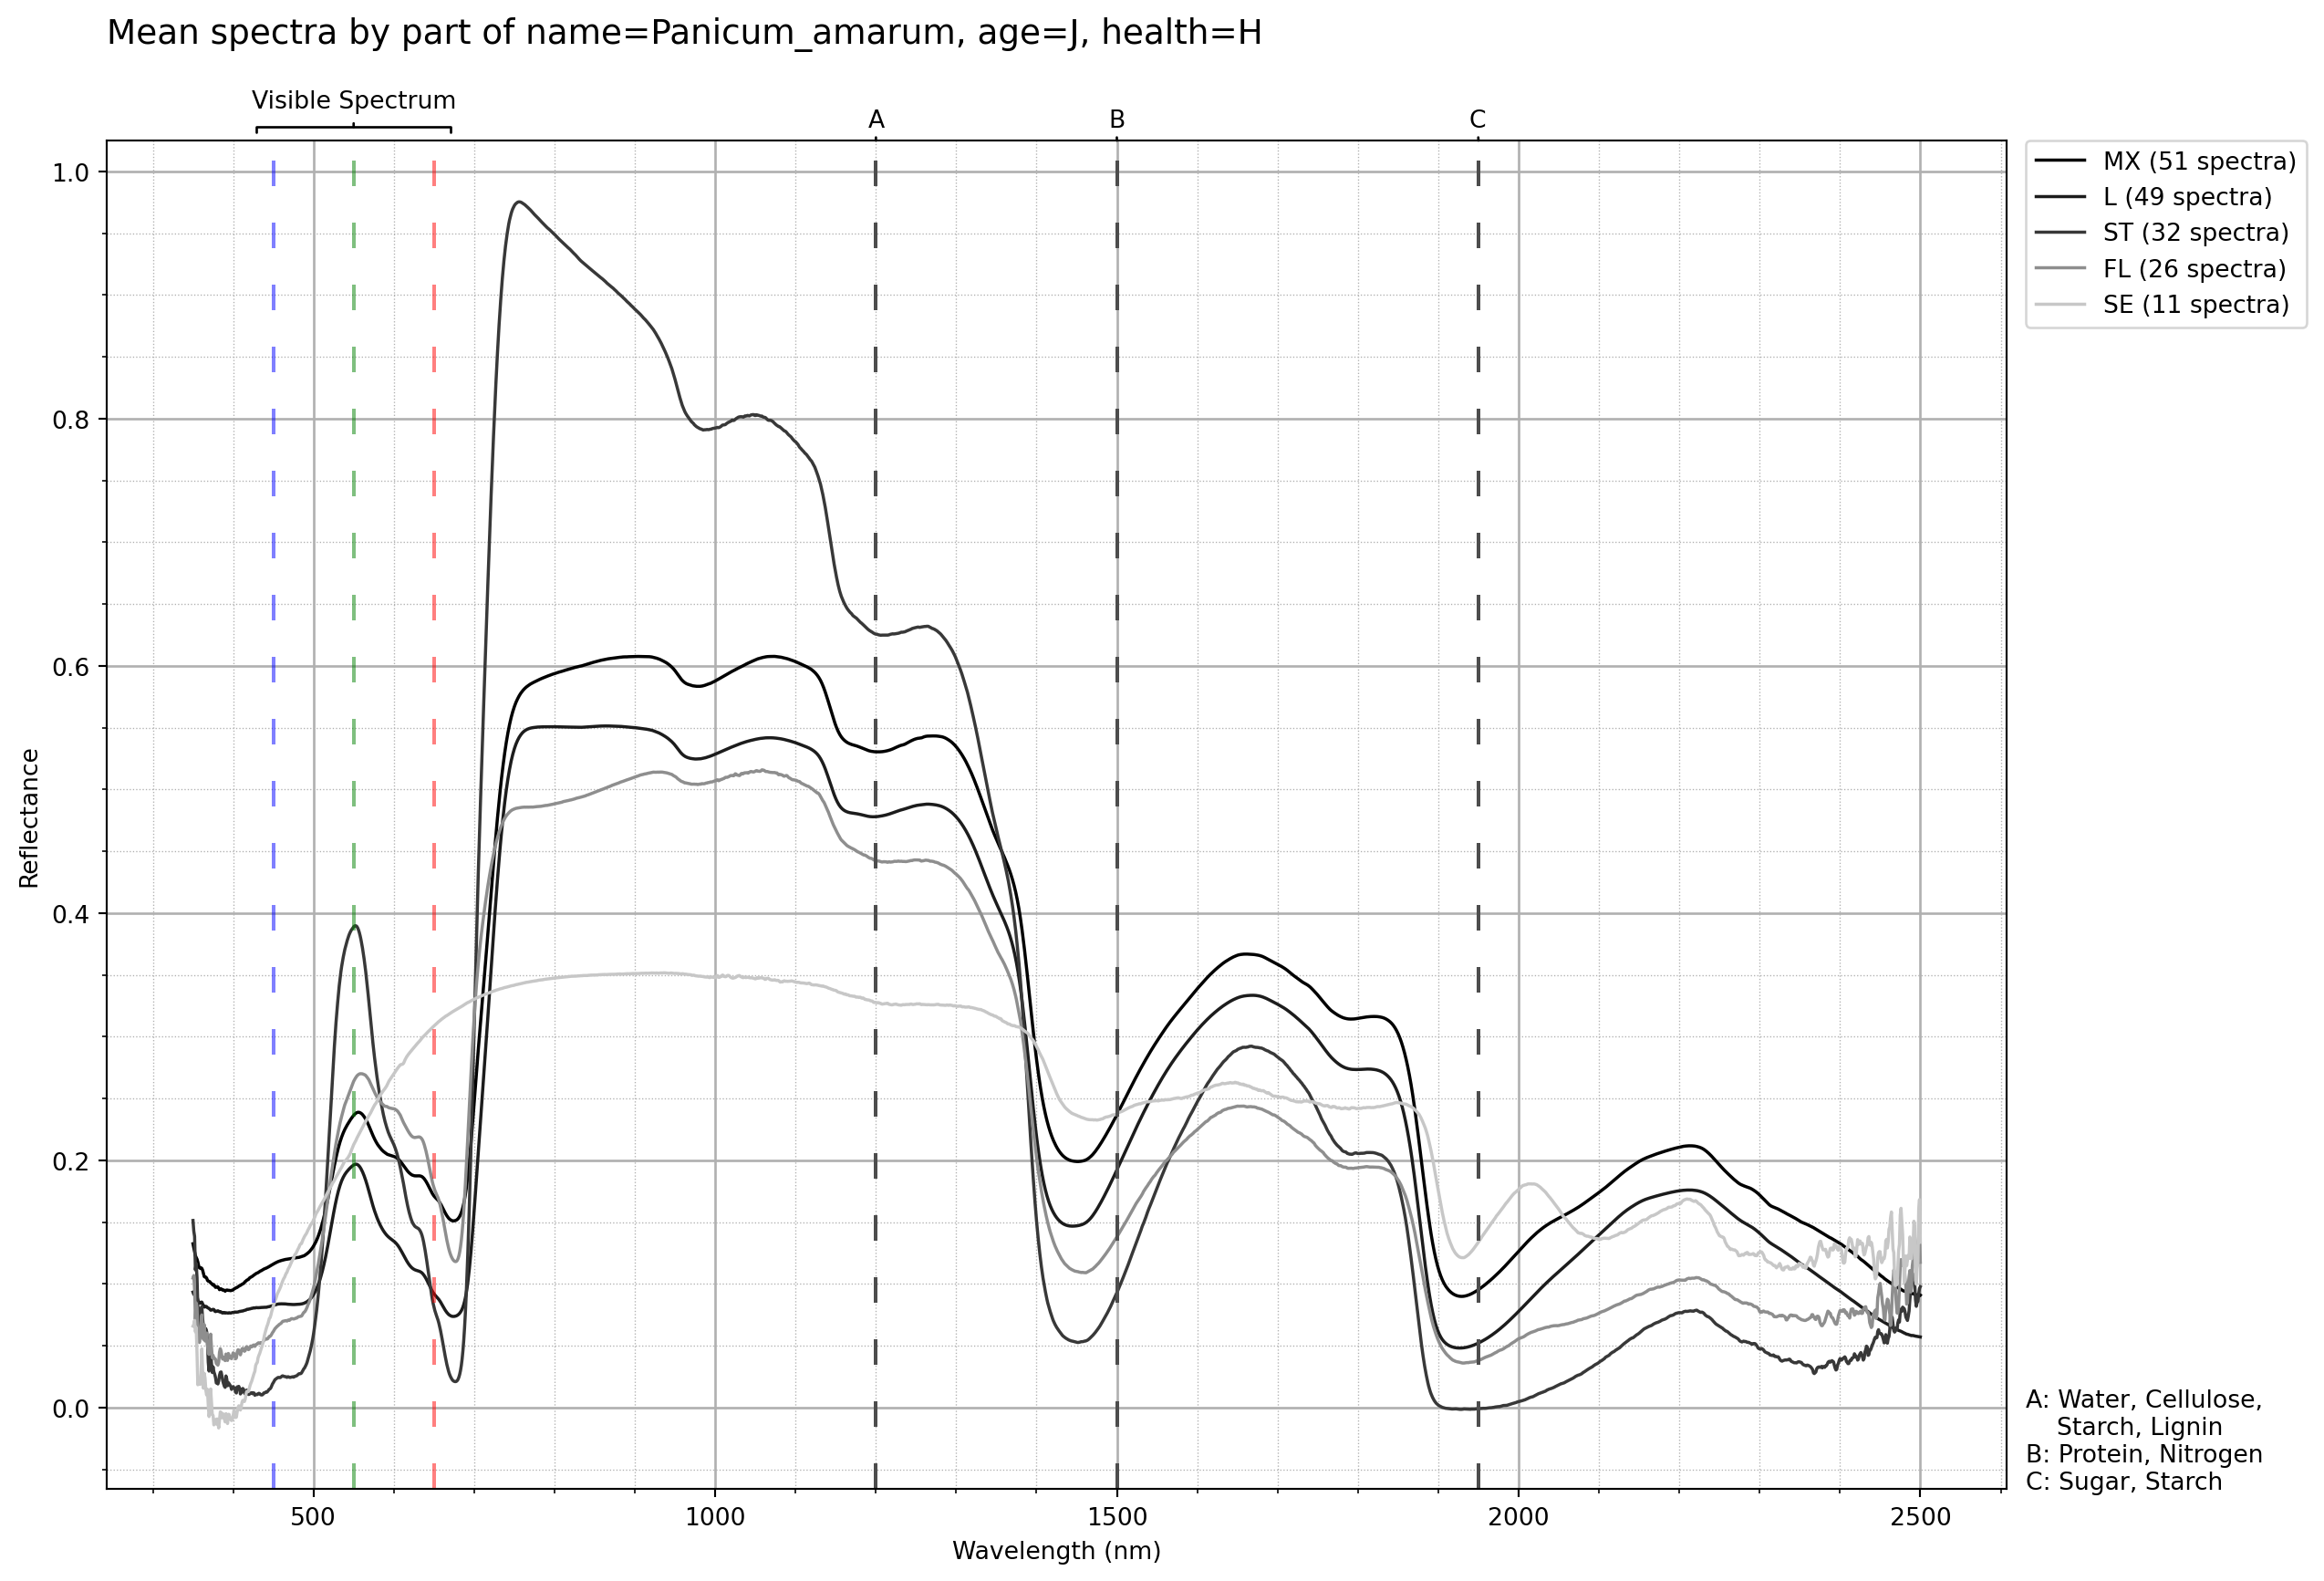 Mean spectra by part of name=Panicum_amarum, age=J, health=H
Visible Spectrum
A
B
C
1.0
0.8
0.6
0.4
0.2
0.0
Reflectance
500
1000
1500
2000
2500
Wavelength (nm)
MX (51 spectra)
L (49 spectra)
ST (32 spectra)
FL (26 spectra)
SE (11 spectra)
A: Water, Cellulose,
Starch, Lignin
B: Protein, Nitrogen
C: Sugar, Starch